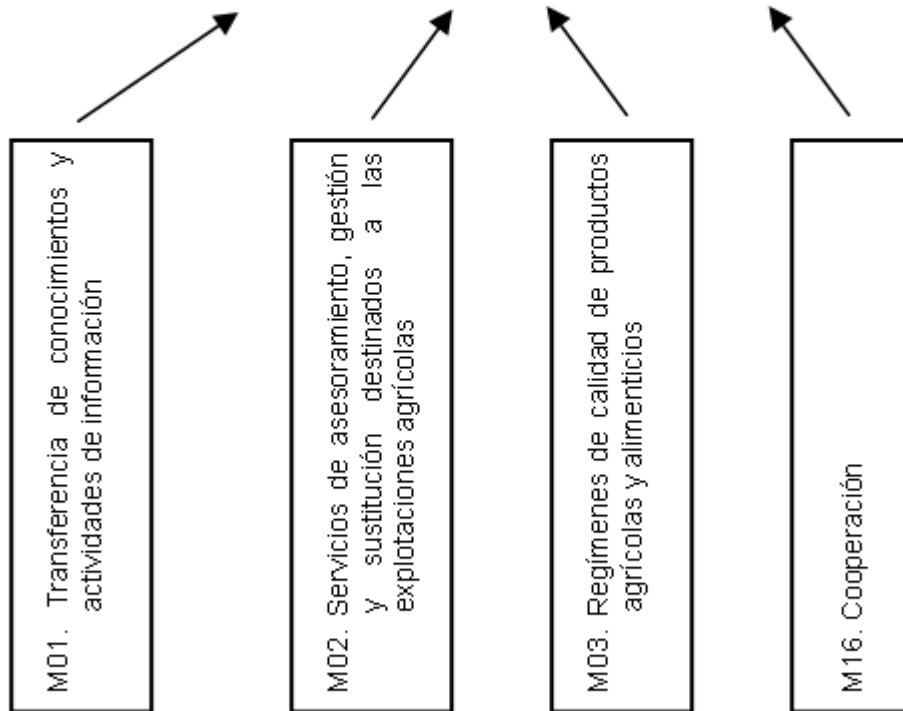 M01. Transferencia de conocimientos y
actividades de información
M02. Servicios de asesoramiento, gestión
y sustitución destinados a las
explotaciones agrícolas
M03. Regímenes de calidad de productos
agrícolas y alimenticios
M16. Cooperación